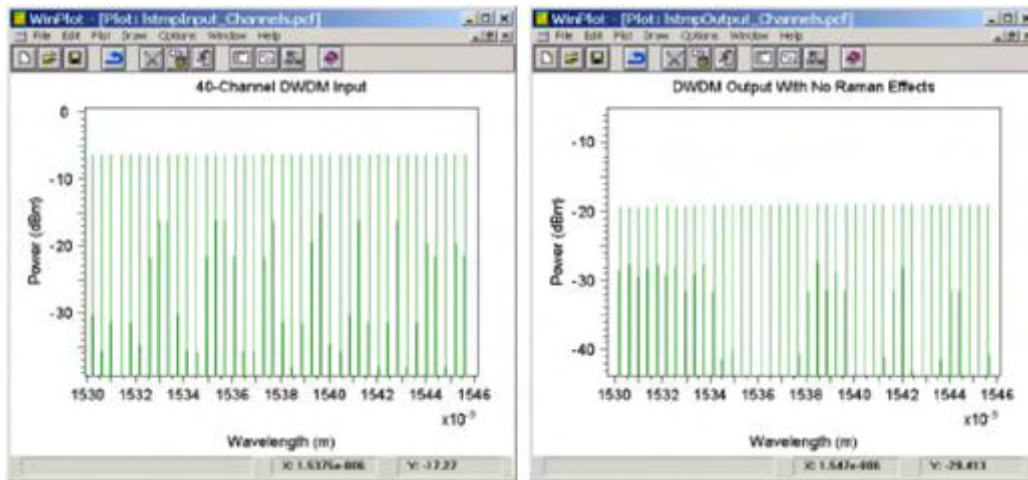 WinPlot - [Plot: lstmpInput_Channels.pcf]
File Edit Plot Draw Options Window Help
40-Channel DWDM Input
0
-10
-20
-30
Power (dBm)
1530 1532 1534 1536 1538 1540 1542 1544 1546
x10⁻⁹
Wavelength (m)
X: 1.5375e-006 Y: -17.27
WinPlot - [Plot: lstmpOutput_Channels.pcf]
File Edit Plot Draw Options Window Help
DWDM Output With No Raman Effects
-10
-20
-30
-40
Power (dBm)
1530 1532 1534 1536 1538 1540 1542 1544 1546
x10⁻⁹
Wavelength (m)
X: 1.547e-006 Y: -29.413